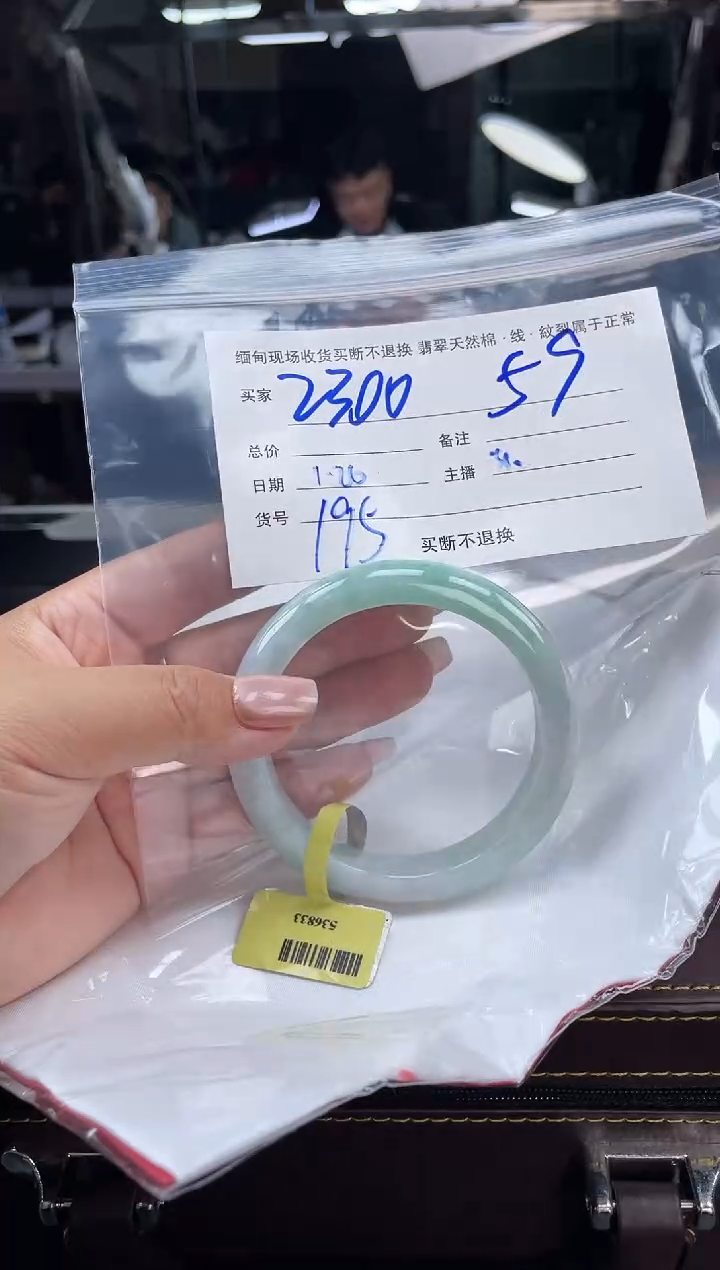 缅甸现场收货买断不退换 翡翠天然棉·线·紋裂属于正常
买家 2300 59
总价 备注
日期 1.26 主播
货号 195 买断不退换
536833